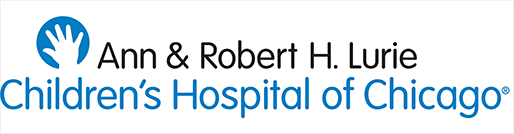 Ann & Robert H. Lurie
Children's Hospital of Chicago®